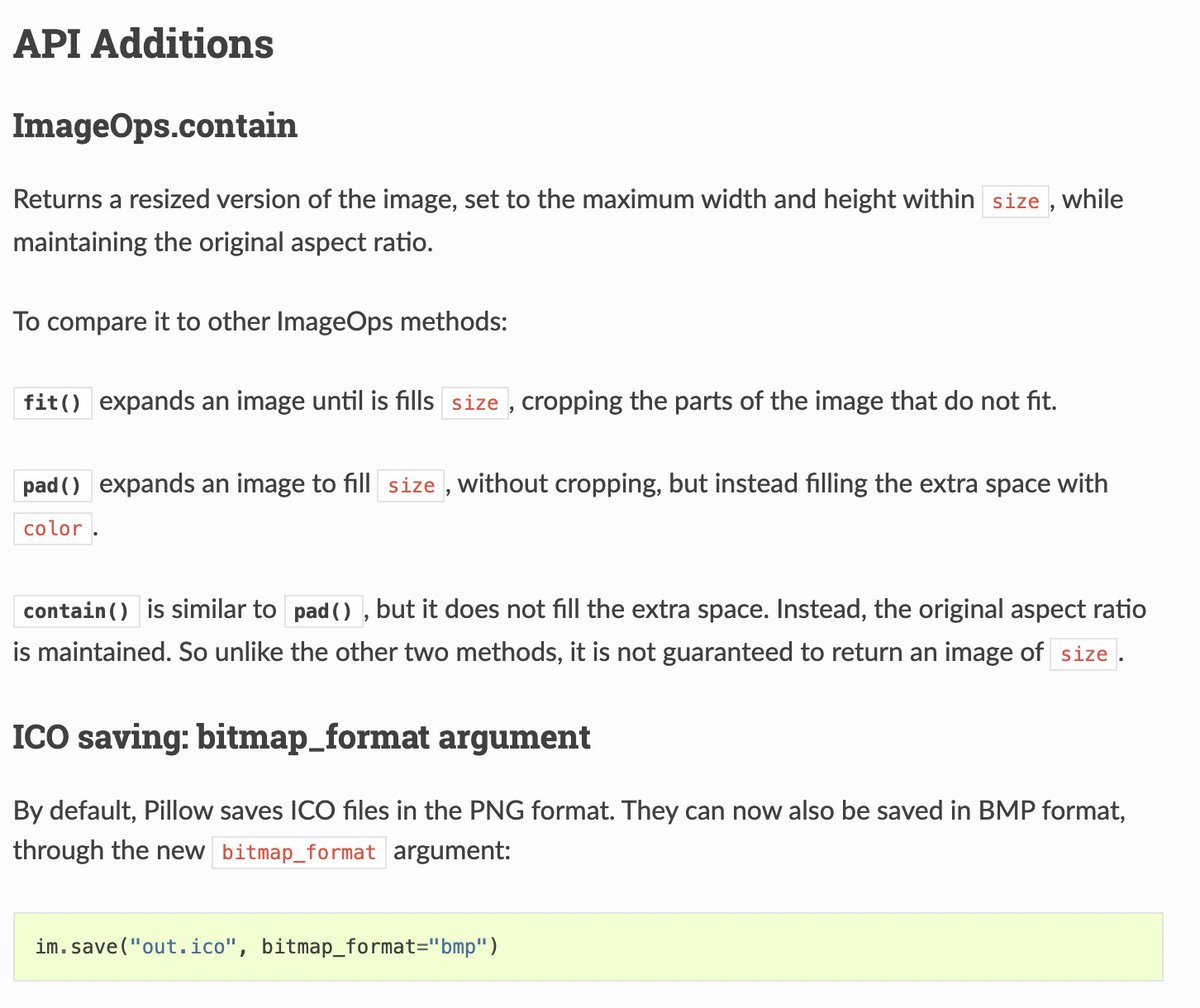 API Additions
ImageOps.contain
Returns a resized version of the image, set to the maximum width and height within size, while
maintaining the original aspect ratio.
To compare it to other ImageOps methods:
fit() expands an image until is fills size, cropping the parts of the image that do not fit.
pad() expands an image to fill size, without cropping, but instead filling the extra space with
color.
contain() is similar to pad(), but it does not fill the extra space. Instead, the original aspect ratio
is maintained. So unlike the other two methods, it is not guaranteed to return an image of size.
ICO saving: bitmap_format argument
By default, Pillow saves ICO files in the PNG format. They can now also be saved in BMP format,
through the new bitmap_format argument:
im.save("out.ico", bitmap_format="bmp")